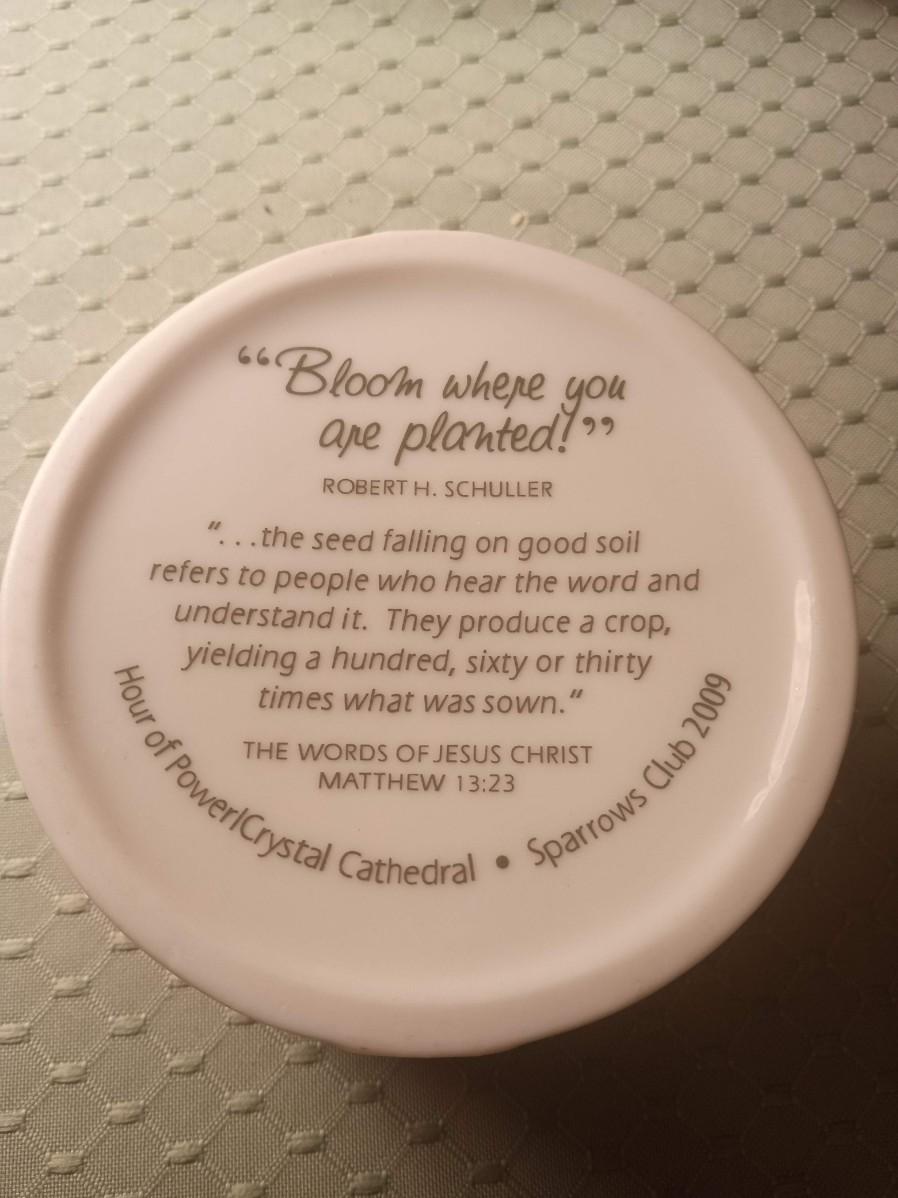 “Bloom where you
are planted!”
ROBERT H. SCHULLER
“. . .the seed falling on good soil
refers to people who hear the word and
understand it. They produce a crop,
yielding a hundred, sixty or thirty
times what was sown.“
THE WORDS OF JESUS CHRIST
MATTHEW 13:23
Hour of Power/Crystal Cathedral • Sparrows Club 2009